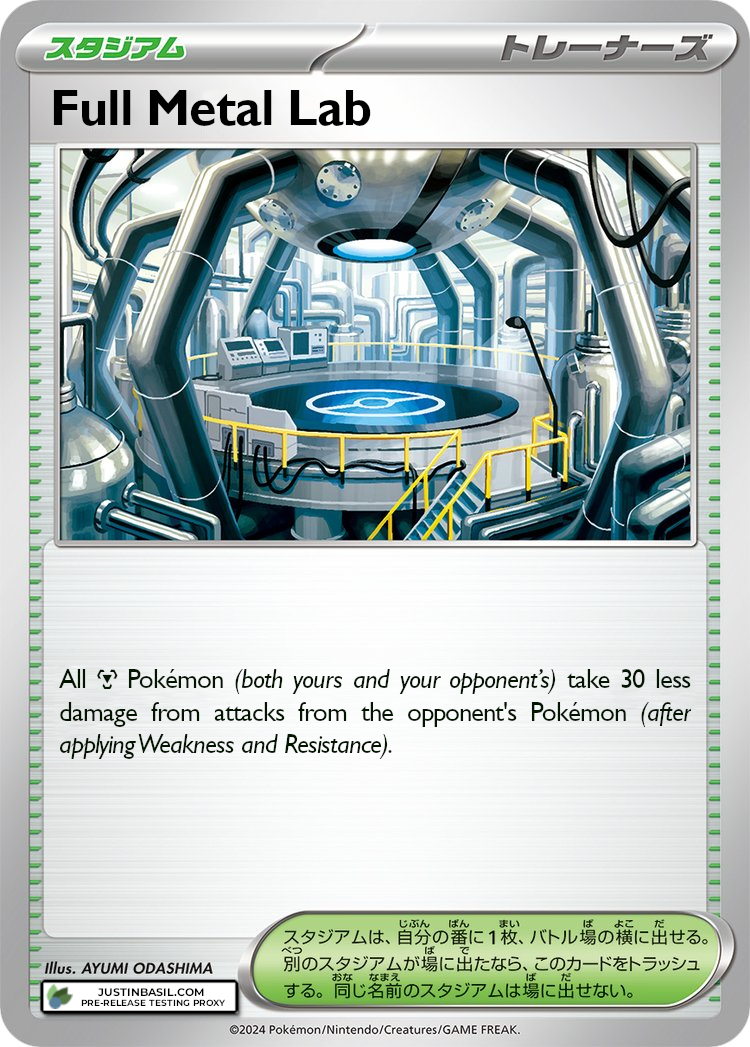 スタジアム
トレーナーズ
Full Metal Lab
All Pokémon (both yours and your opponent's) take 30 less
damage from attacks from the opponent's Pokémon (after
applying Weakness and Resistance).
スタジアムは、自分の番に1枚、バトル場の横に出せる。
別のスタジアムが場に出たなら、このカードをトラッシュ
する。同じ名前のスタジアムは場に出せない。
Illus. AYUMI ODASHIMA
JUSTINBASIL.COM
PRE-RELEASE TESTING PROXY
©2024 Pokémon/Nintendo/Creatures/GAME FREAK.